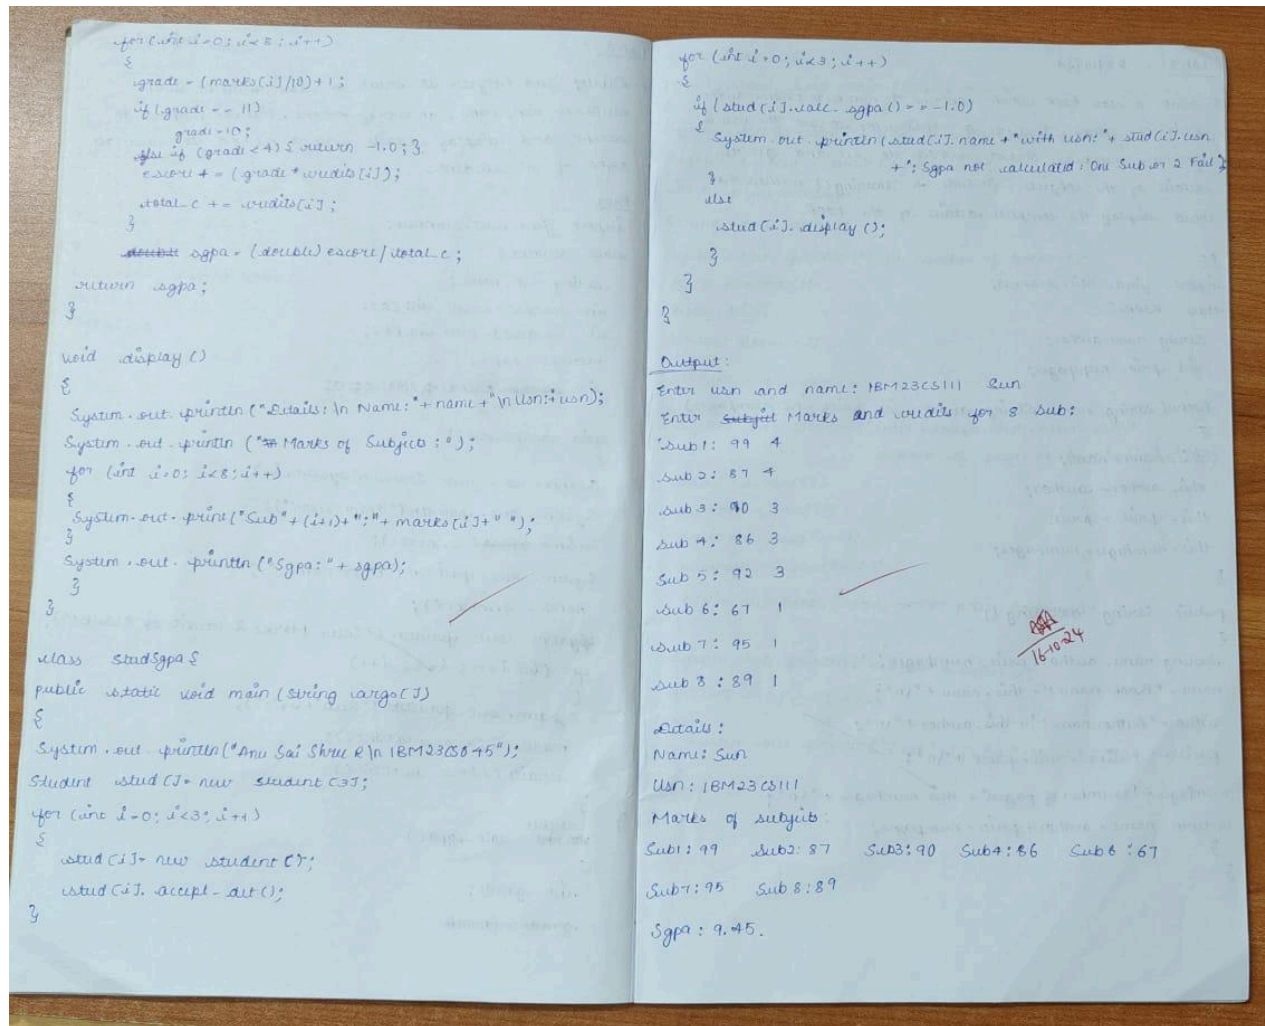 for (int i=0; i<8; i++)
{
grade = (marks[i]/10)+1;
if (grade == 11)
grade=10;
else if (grade < 4) { return -1.0; }
escore += (grade * credits[i]);
total_c += credits[i];
}
sgpa = (double) escore/total_c;
return sgpa;
}
void display ()
{
System.out.println ("Details: \n Name:"+ name+"\n Usn:+ usn);
System.out.println ("Marks of Subjects :");
for (int i=0; i<8; i++)
{
System.out.print ("Sub"+ (i+1)+ ":"+ marks[i]+" ");
}
System.out.println ("Sgpa:"+ sgpa);
}
}
class StudSgpa {
public static void main (String args[])
{
System.out.println ("Anu Sai Shree R \n 1BM23CS045");
Student stud []= new student [3];
for (int i=0; i<3; i++)
{
stud [i]= new student ();
stud [i]. accept_det ();
}
for (int i=0; i<3; i++)
{
if (stud [i].calc_sgpa () == -1.0)
{
System.out.println (stud[i].name +"with usn:"+ stud[i].usn
+": Sgpa not calculated: One Sub or 2 Fail
}
else
stud [i]. display ();
}
}
}
Output:
Enter usn and name: 1BM23CS111 Sun
Enter Marks and credits for 8 sub:
Sub 1: 99 4
Sub 2: 87 4
Sub 3: 90 3
Sub 4: 86 3
Sub 5: 92 3
Sub 6: 67 1
Sub 7: 95 1
Sub 8: 89 1
16-10-24
Details:
Name: Sun
Usn: 1BM23CS111
Marks of subjects:
Sub1: 99 Sub2: 87 Sub3: 90 Sub4: 86 Sub6: 67
Sub7: 95 Sub 8: 89
Sgpa: 9.45.